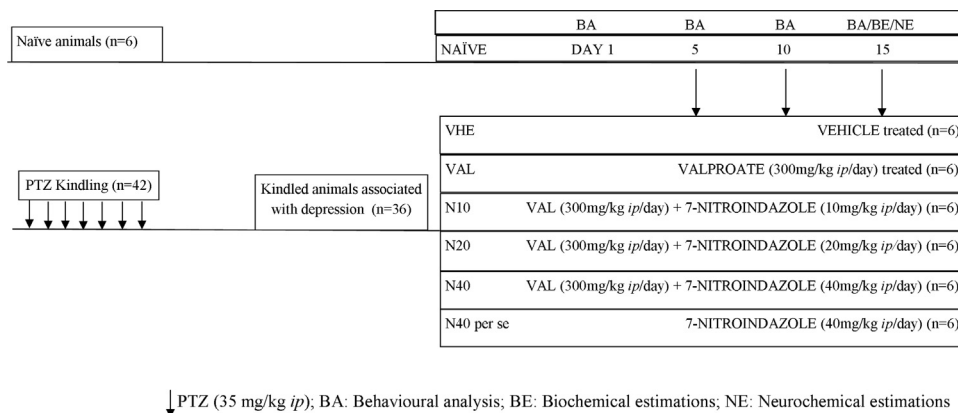 BA BA BA BA/BE/NE
Naïve animals (n=6)
NAÏVE DAY 1 5 10 15
VHE VEHICLE treated (n=6)
VAL VALPROATE (300mg/kg ip/day) treated (n=6)
PTZ Kindling (n=42)
Kindled animals associated
with depression (n=36)
N10 VAL (300mg/kg ip/day) + 7-NITROINDAZOLE (10mg/kg ip/day) (n=6)
N20 VAL (300mg/kg ip/day) + 7-NITROINDAZOLE (20mg/kg ip/day) (n=6)
N40 VAL (300mg/kg ip/day) + 7-NITROINDAZOLE (40mg/kg ip/day) (n=6)
N40 per se 7-NITROINDAZOLE (40mg/kg ip/day) (n=6)
PTZ (35 mg/kg ip); BA: Behavioural analysis; BE: Biochemical estimations; NE: Neurochemical estimations